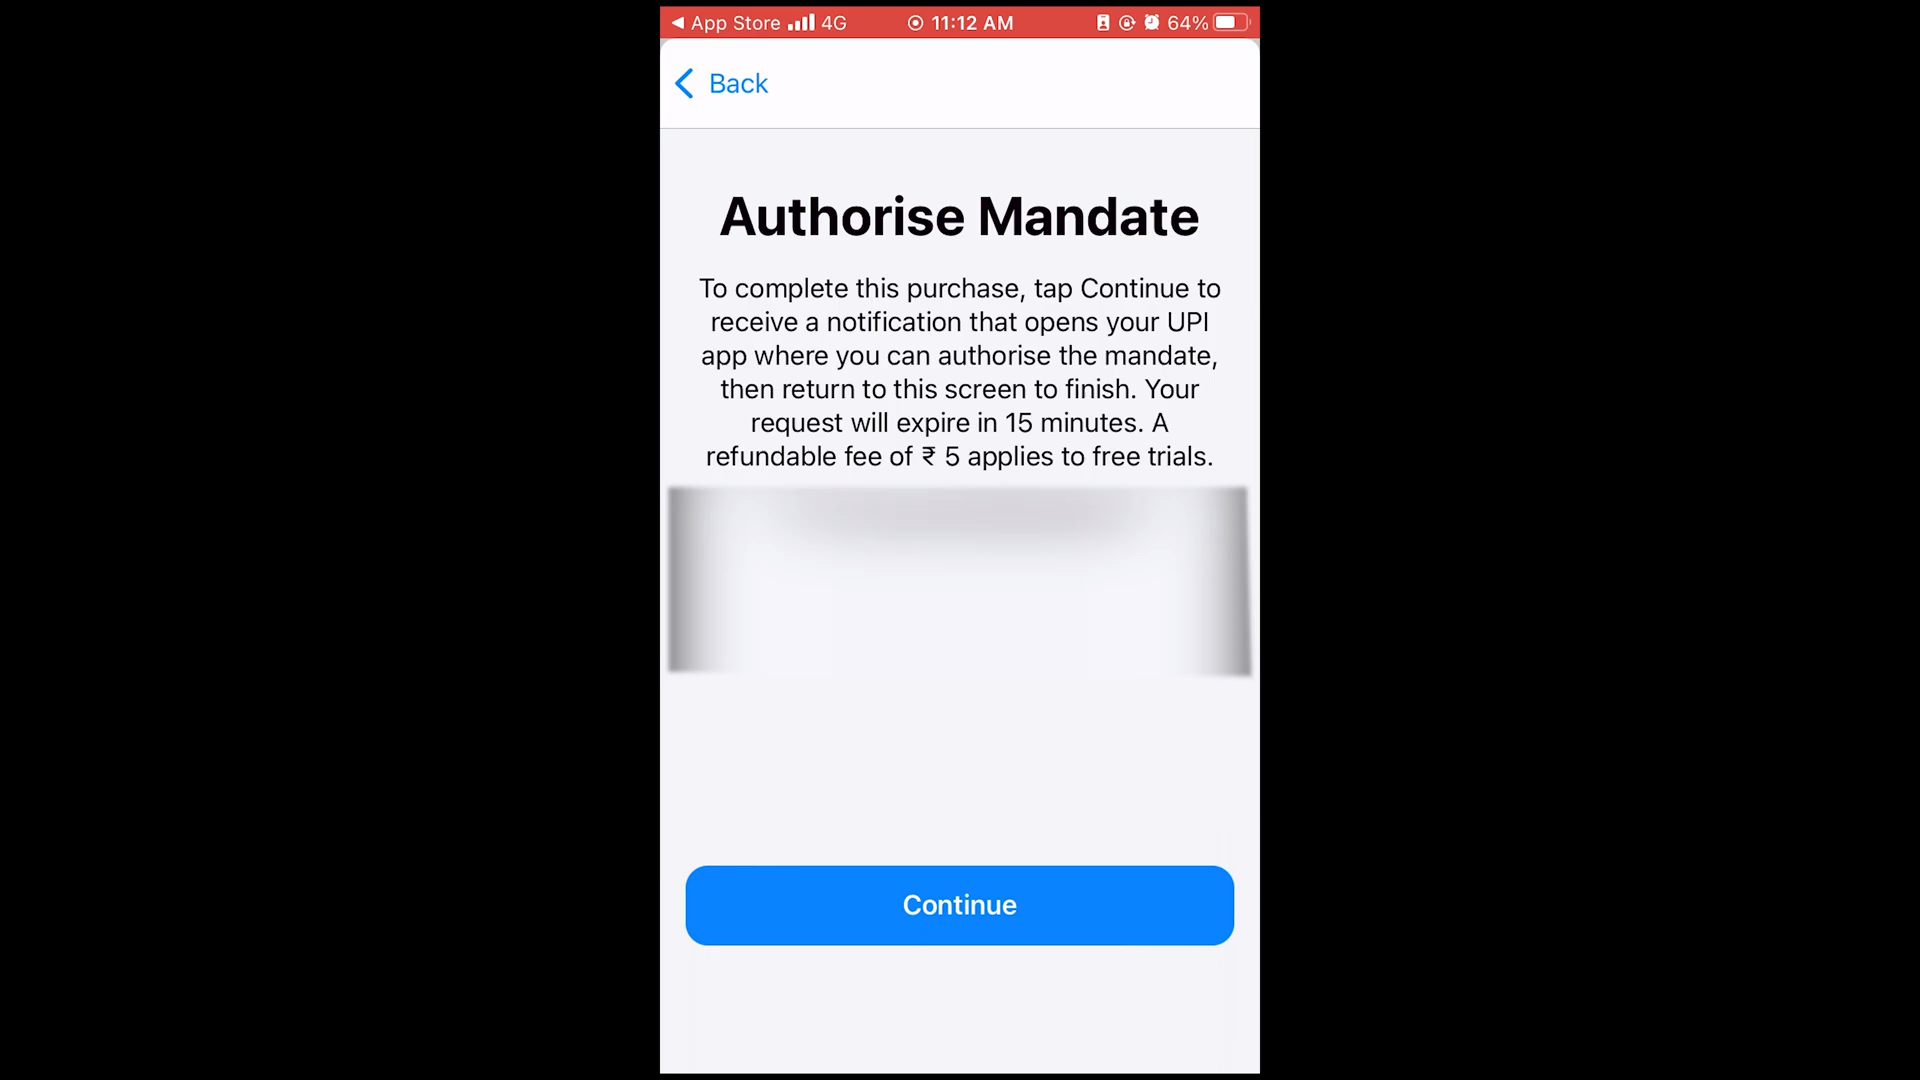 App Store 4G 11:12 AM 64%
Back
Authorise Mandate
To complete this purchase, tap Continue to
receive a notification that opens your UPI
app where you can authorise the mandate,
then return to this screen to finish. Your
request will expire in 15 minutes. A
refundable fee of ₹ 5 applies to free trials.
Continue